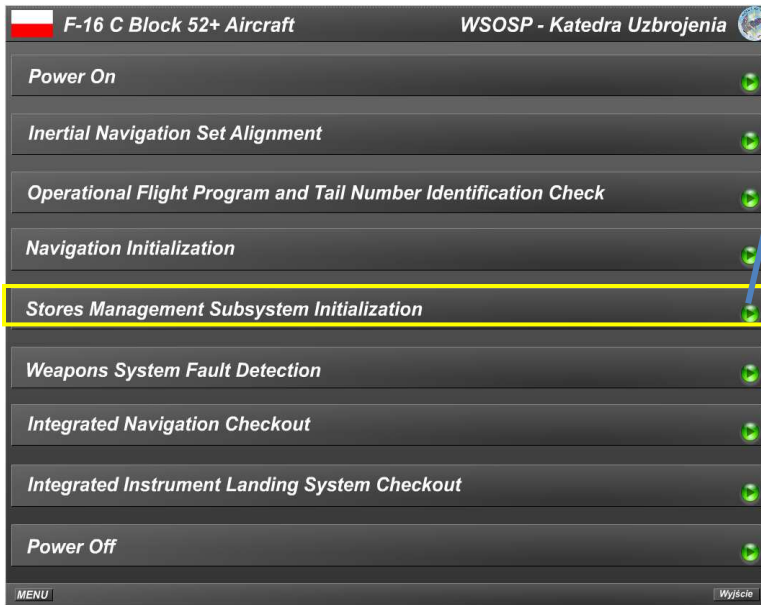 F-16 C Block 52+ Aircraft WSOSP - Katedra Uzbrojenia
Power On
Inertial Navigation Set Alignment
Operational Flight Program and Tail Number Identification Check
Navigation Initialization
Stores Management Subsystem Initialization
Weapons System Fault Detection
Integrated Navigation Checkout
Integrated Instrument Landing System Checkout
Power Off
MENU Wyjście